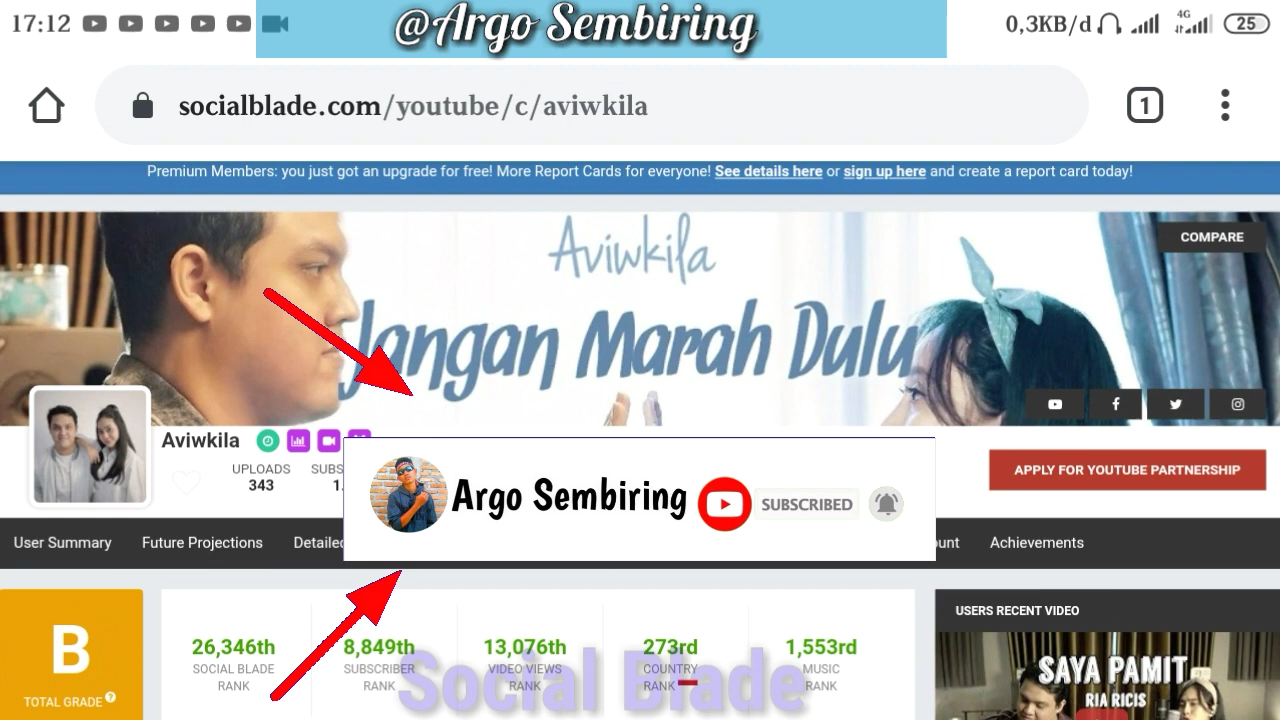 17:12
@Argo Sembiring
0,3KB/d
4G
25
socialblade.com/youtube/c/aviwkila
1
Premium Members: you just got an upgrade for free! More Report Cards for everyone! See details here or sign up here and create a report card today!
Aviwkila
COMPARE
Jangan Marah Dulu
Aviwkila
UPLOADS
343
SUBS
1.
APPLY FOR YOUTUBE PARTNERSHIP
Argo Sembiring
SUBSCRIBED
User Summary Future Projections Detailed
Achievements
B
TOTAL GRADE ?
26,346th
SOCIAL BLADE
RANK
8,849th
SUBSCRIBER
RANK
13,076th
VIDEO VIEWS
RANK
273rd
COUNTRY
RANK
1,553rd
MUSIC
RANK
Social Blade
USERS RECENT VIDEO
SAYA PAMIT
RIA RICIS